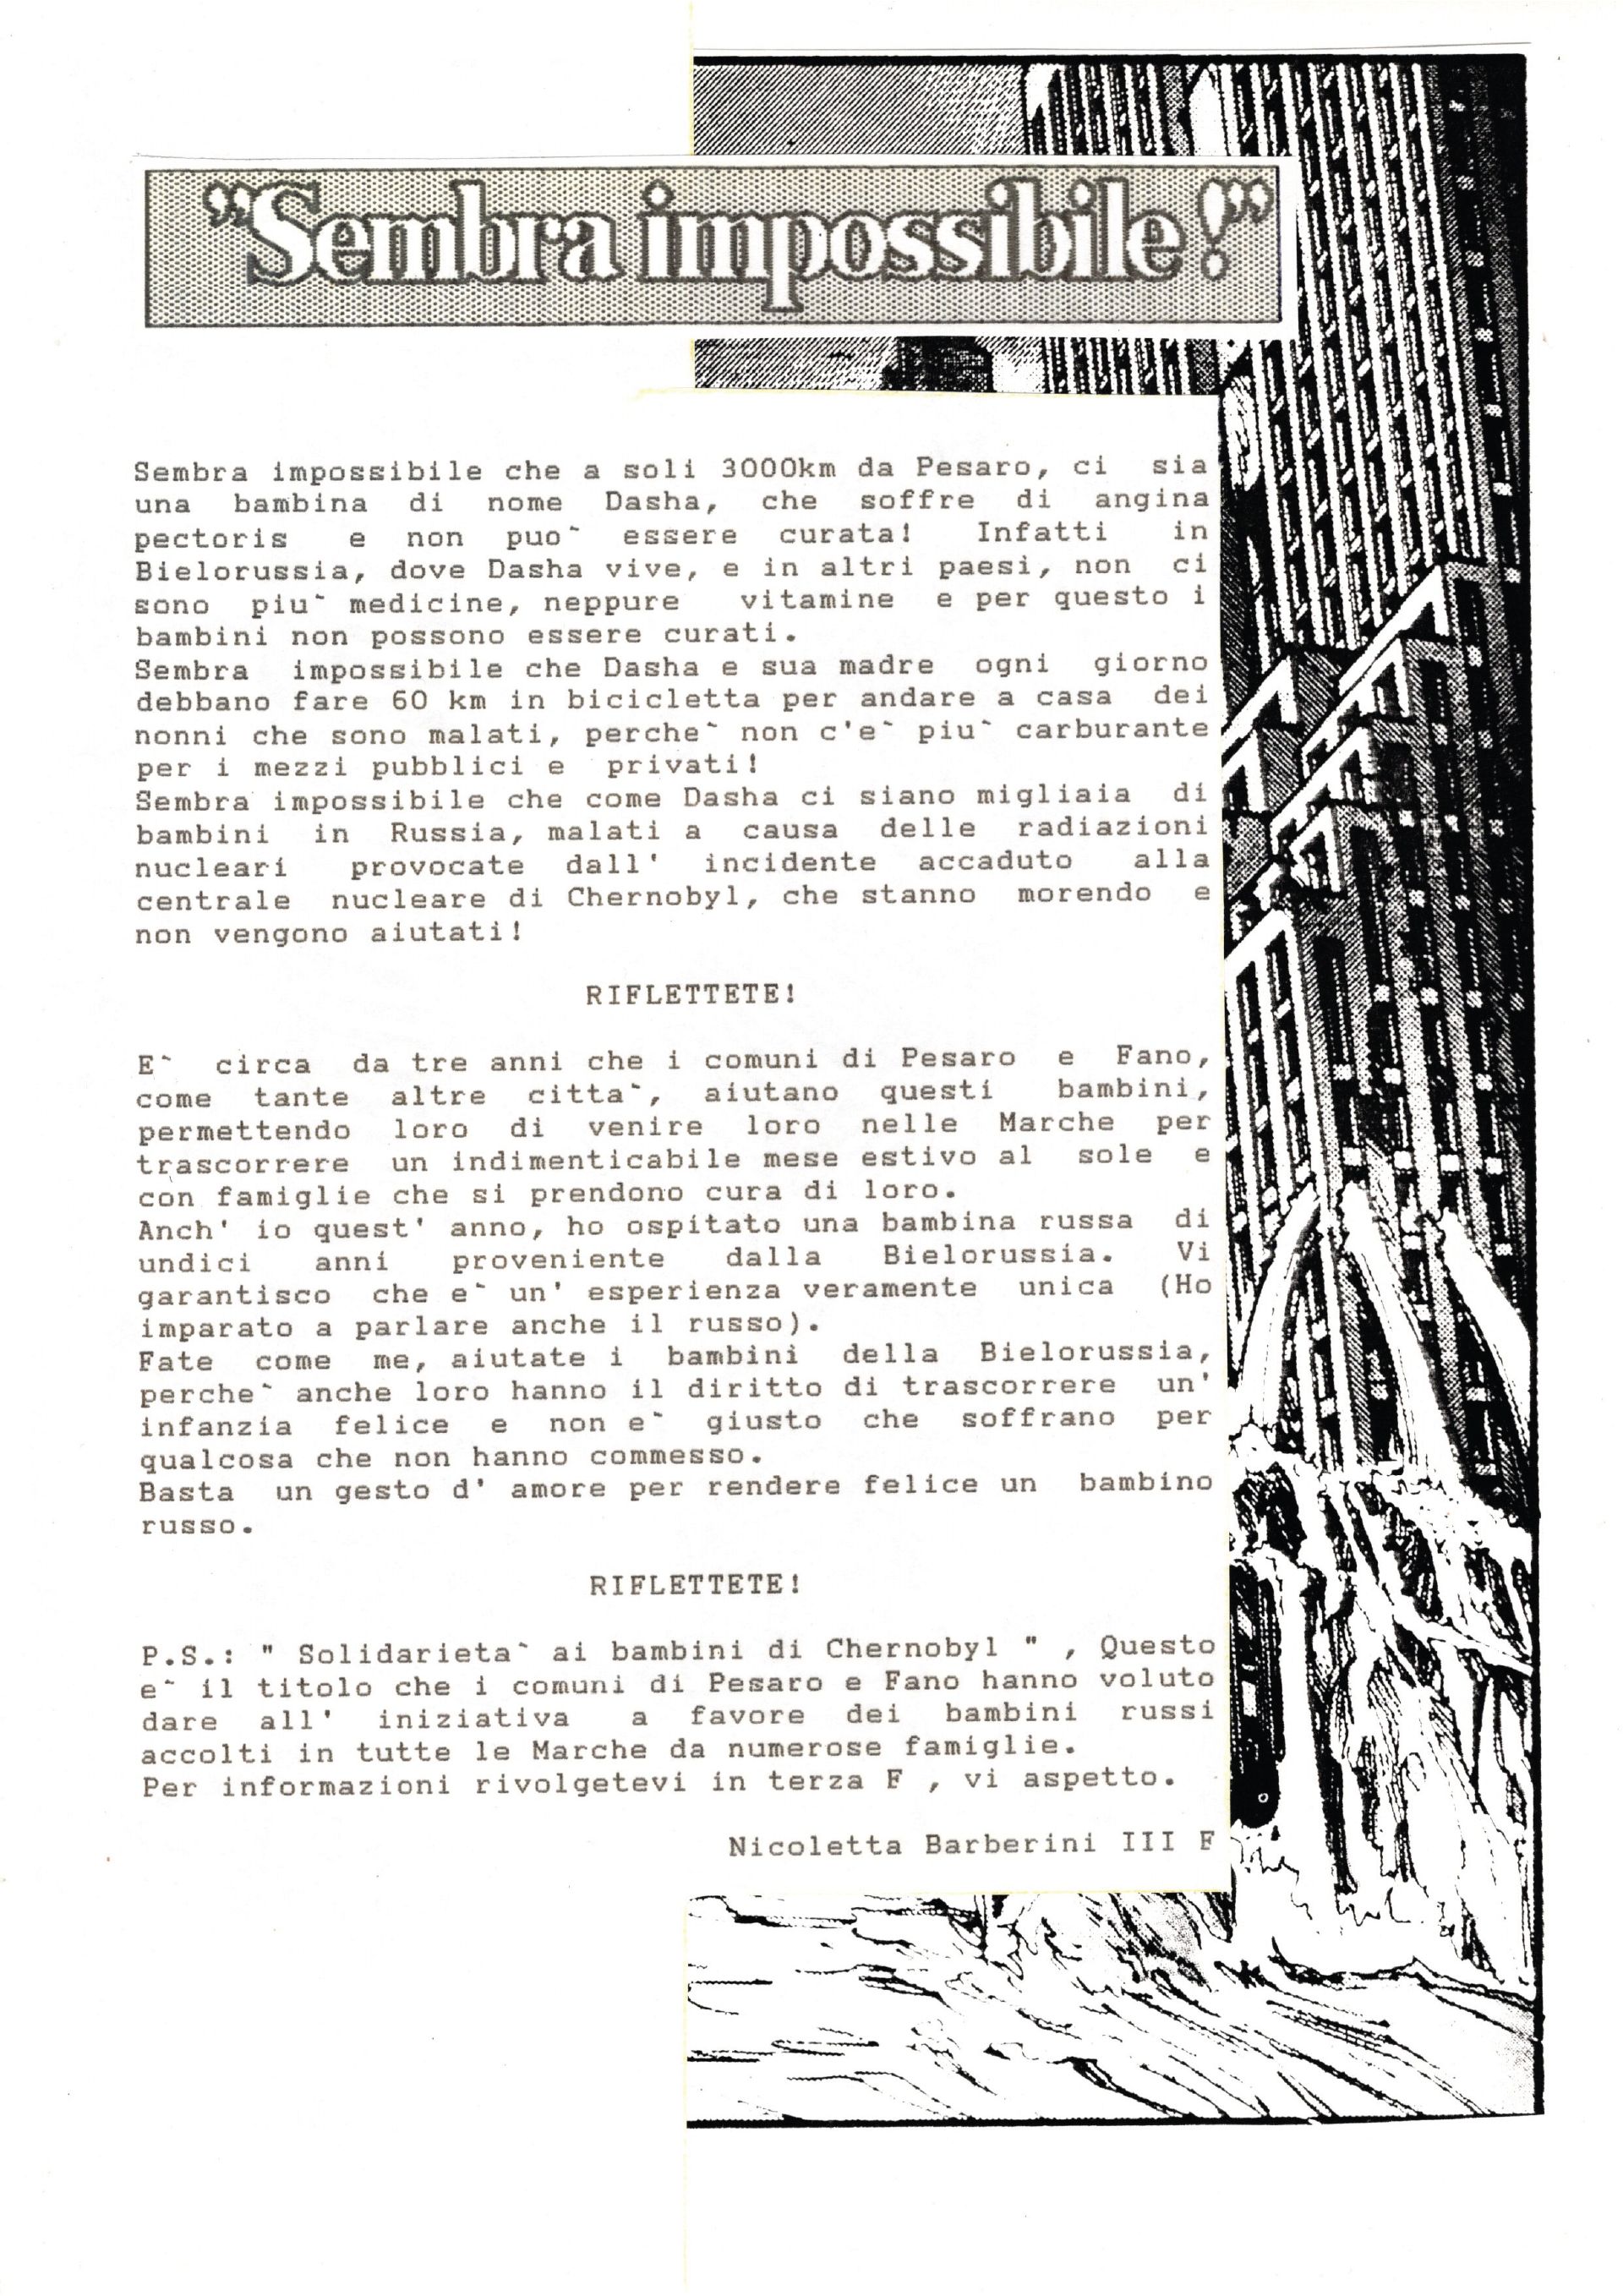 "Sembra impossibile!"
Sembra impossibile che a soli 3000km da Pesaro, ci sia
una bambina di nome Dasha, che soffre di angina
pectoris e non puo` essere curata! Infatti in
Bielorussia, dove Dasha vive, e in altri paesi, non ci
sono piu` medicine, neppure vitamine e per questo i
bambini non possono essere curati.
Sembra impossibile che Dasha e sua madre ogni giorno
debbano fare 60 km in bicicletta per andare a casa dei
nonni che sono malati, perche` non c'e` piu` carburante
per i mezzi pubblici e privati!
Sembra impossibile che come Dasha ci siano migliaia di
bambini in Russia, malati a causa delle radiazioni
nucleari provocate dall' incidente accaduto alla
centrale nucleare di Chernobyl, che stanno morendo e
non vengono aiutati!
RIFLETTETE!
E` circa da tre anni che i comuni di Pesaro e Fano,
come tante altre citta`, aiutano questi bambini,
permettendo loro di venire loro nelle Marche per
trascorrere un indimenticabile mese estivo al sole e
con famiglie che si prendono cura di loro.
Anch' io quest' anno, ho ospitato una bambina russa di
undici anni proveniente dalla Bielorussia. Vi
garantisco che e` un' esperienza veramente unica (Ho
imparato a parlare anche il russo).
Fate come me, aiutate i bambini della Bielorussia,
perche` anche loro hanno il diritto di trascorrere un'
infanzia felice e non e` giusto che soffrano per
qualcosa che non hanno commesso.
Basta un gesto d' amore per rendere felice un bambino
russo.
RIFLETTETE!
P.S.: " Solidarieta` ai bambini di Chernobyl " , Questo
e` il titolo che i comuni di Pesaro e Fano hanno voluto
dare all' iniziativa a favore dei bambini russi
accolti in tutte le Marche da numerose famiglie.
Per informazioni rivolgetevi in terza F , vi aspetto.
Nicoletta Barberini III F